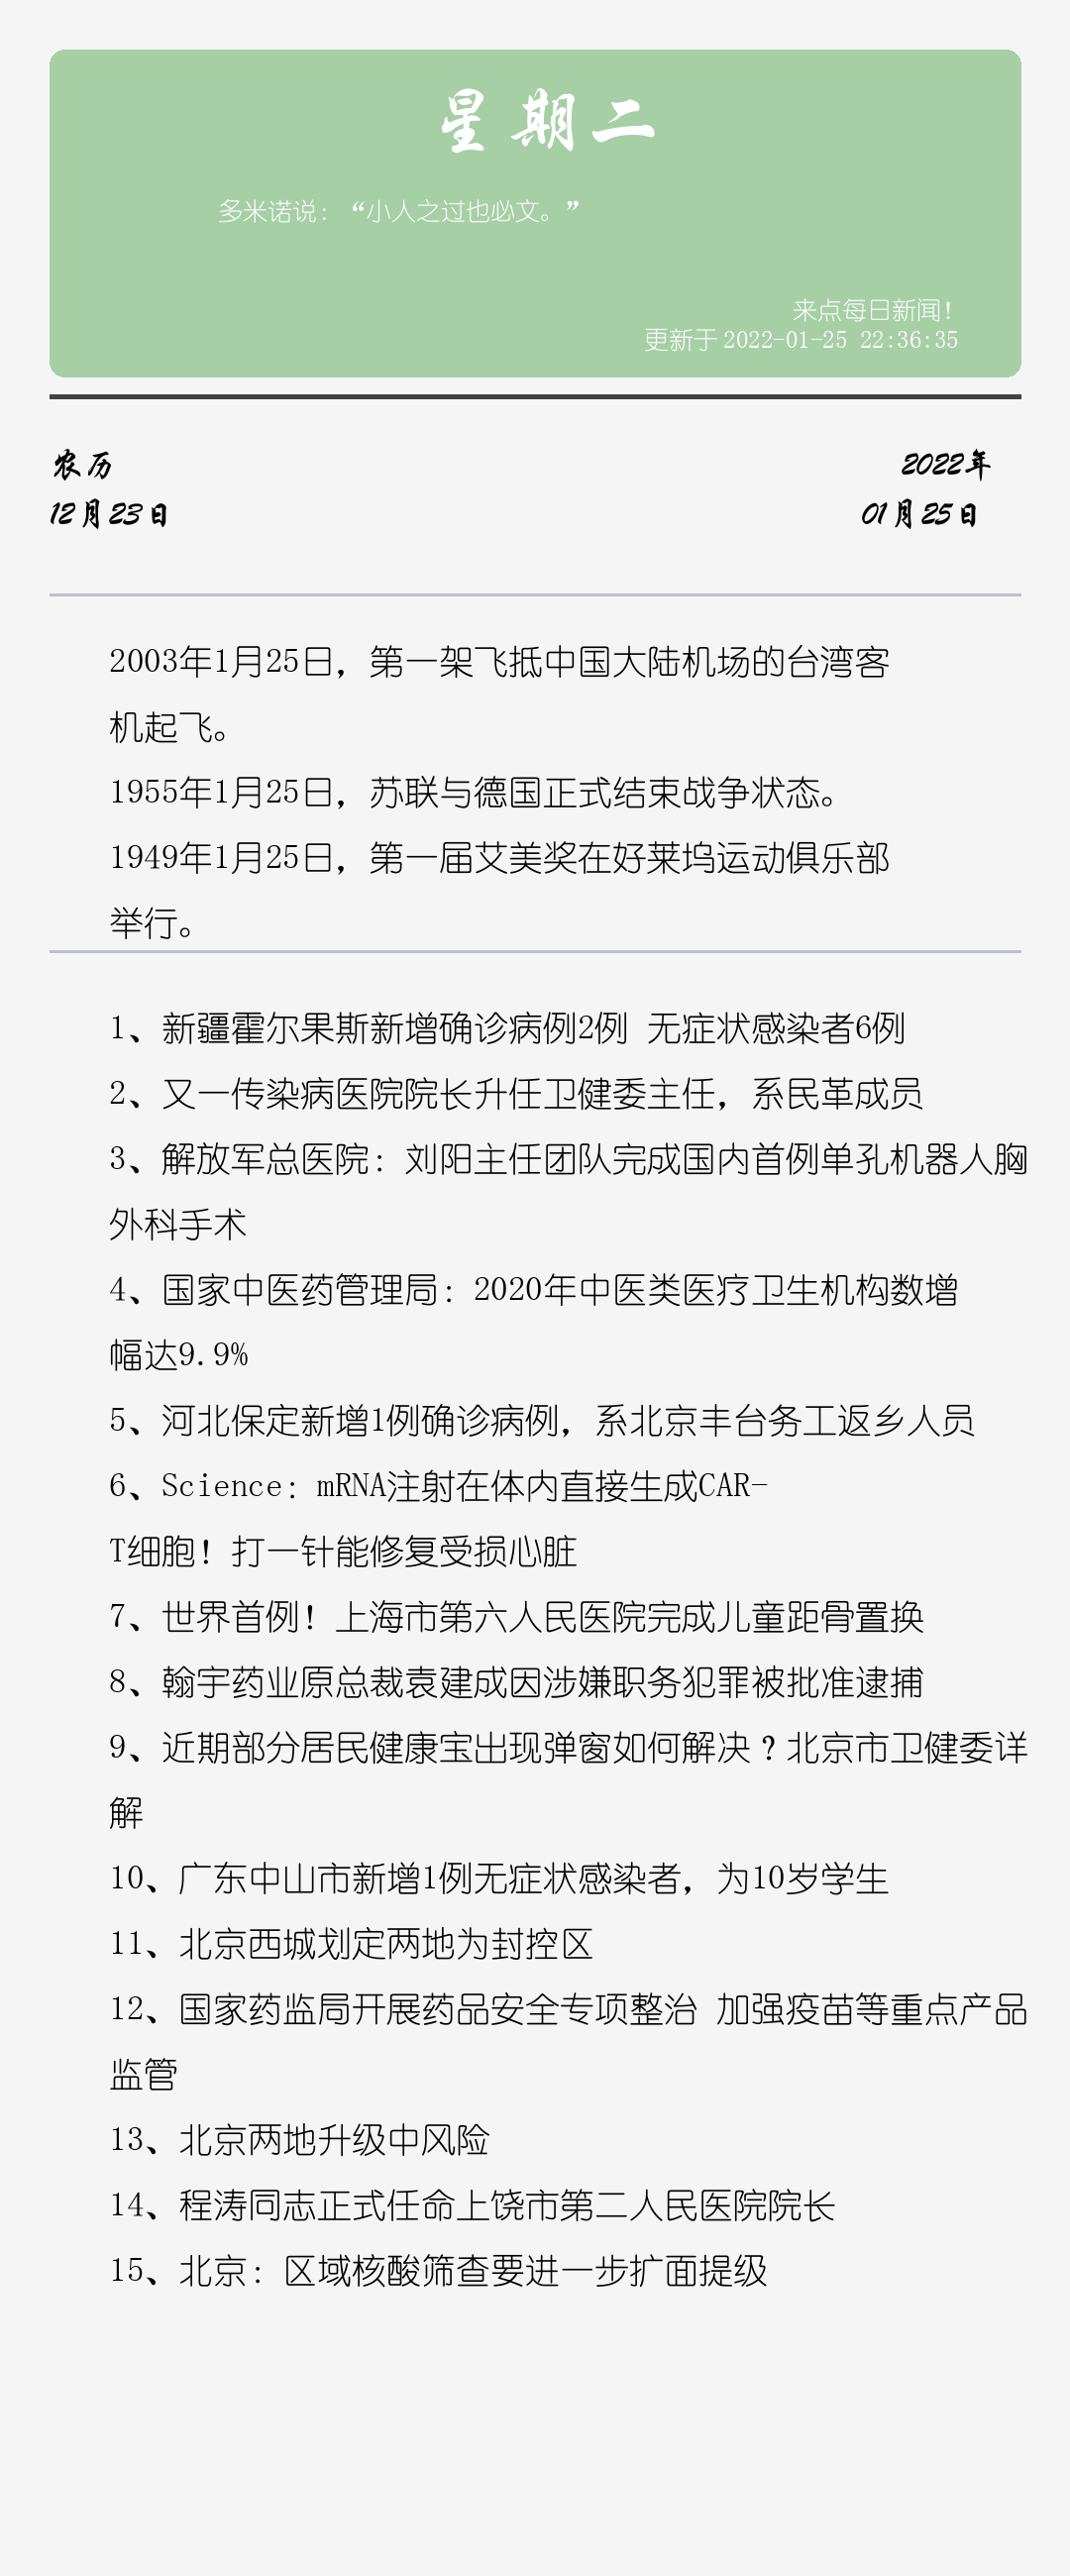 星期二
多米诺说：“小人之过也必文。”
来点每日新闻！
更新于 2022-01-25 22:36:35
农历
2022年
12月23日
01月25日
2003年1月25日，第一架飞抵中国大陆机场的台湾客
机起飞。
1955年1月25日，苏联与德国正式结束战争状态。
1949年1月25日，第一届艾美奖在好莱坞运动俱乐部
举行。
1、新疆霍尔果斯新增确诊病例2例 无症状感染者6例
2、又一传染病医院院长升任卫健委主任，系民革成员
3、解放军总医院：刘阳主任团队完成国内首例单孔机器人胸
外科手术
4、国家中医药管理局：2020年中医类医疗卫生机构数增
幅达9.9%
5、河北保定新增1例确诊病例，系北京丰台务工返乡人员
6、Science：mRNA注射在体内直接生成CAR-
T细胞！打一针能修复受损心脏
7、世界首例！上海市第六人民医院完成儿童距骨置换
8、翰宇药业原总裁袁建成因涉嫌职务犯罪被批准逮捕
9、近期部分居民健康宝出现弹窗如何解决？北京市卫健委详
解
10、广东中山市新增1例无症状感染者，为10岁学生
11、北京西城划定两地为封控区
12、国家药监局开展药品安全专项整治 加强疫苗等重点产品
监管
13、北京两地升级中风险
14、程涛同志正式任命上饶市第二人民医院院长
15、北京：区域核酸筛查要进一步扩面提级